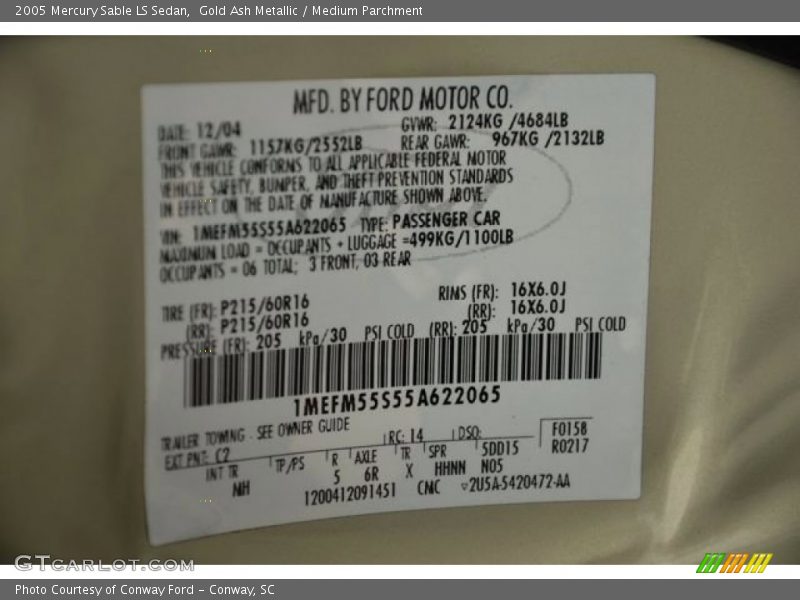 2005 Mercury Sable LS Sedan,  Gold Ash Metallic / Medium Parchment
MFD. BY FORD MOTOR CO.
DATE: 12/04 GVWR: 2124KG /4684LB
FRONT GAWR: 1157KG/2552LB REAR GAWR: 967KG /2132LB
THIS VEHICLE CONFORMS TO ALL APPLICABLE FEDERAL MOTOR
VEHICLE SAFETY, BUMPER, AND THEFT PREVENTION STANDARDS
IN EFFECT ON THE DATE OF MANUFACTURE SHOWN ABOVE.
VIN: 1MEFM55S55A622065 TYPE: PASSENGER CAR
MAXIMUM LOAD = OCCUPANTS + LUGGAGE =499KG/1100LB
OCCUPANTS = 06 TOTAL; 3 FRONT, 03 REAR
TIRE (FR): P215/60R16 RIMS (FR): 16X6.0J
(RR): P215/60R16 (RR): 16X6.0J
PRESSURE (FR): 205 kPa/30 PSI COLD (RR): 205 kPa/30 PSI COLD
1MEFM55S55A622065
TRAILER TOWING - SEE OWNER GUIDE
EXT PNT: C2 RC: 14 DSO: F0158
R0217
INT TR TP/PS R AXLE TR SPR 5DD15
NH 5 6R X HHNN N05
1200412091451 CMC ▽2U5A-5420472-AA
GTCARLOT.COM
Photo Courtesy of Conway Ford - Conway, SC